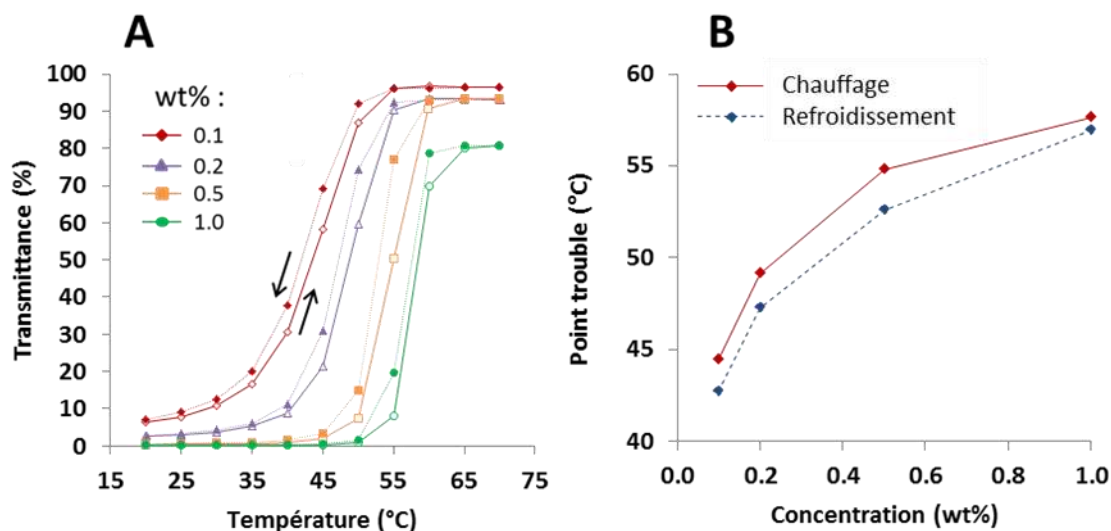 A
100
90
80
70
60
50
40
30
20
10
0
Transmittance (%)
wt% :
0.1
0.2
0.5
1.0
15 25 35 45 55 65 75
Température (°C)
B
60
55
50
45
40
Point trouble (°C)
Chauffage
Refroidissement
0.0 0.2 0.4 0.6 0.8 1.0
Concentration (wt%)